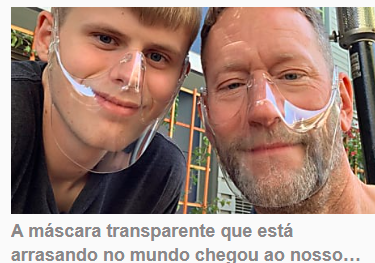 A máscara transparente que está
arrasando no mundo chegou ao nosso...